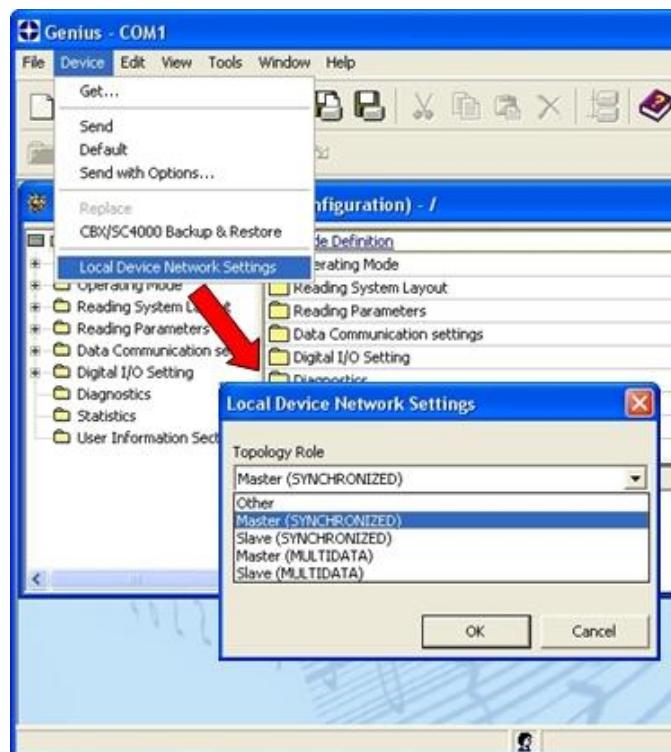 Genius - COM1
File Device Edit View Tools Window Help
Get...
Send
Default
Send with Options...
Replace
CBX/SC4000 Backup & Restore
Local Device Network Settings
nfiguration) - /
de Definition
erating Mode
Operating Mode
Reading System Layout
Reading System L
Reading Parameters
Reading Parameters
Data Communication settings
Data Communication se
Digital I/O Setting
Digital I/O Setting
Diagnostics
Diagnostics
Statistics
User Information Sect
Local Device Network Settings
Topology Role
Master (SYNCHRONIZED)
Other
Master (SYNCHRONIZED)
Slave (SYNCHRONIZED)
Master (MULTIDATA)
Slave (MULTIDATA)
OK Cancel